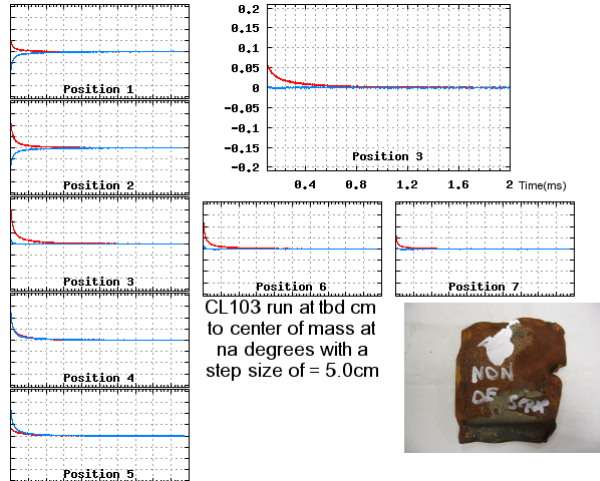 Position 1
Position 2
Position 3
Position 4
Position 5
0.2
0.15
0.1
0.05
0
-0.05
-0.1
-0.15
-0.2
Position 3
0.4
0.8
1.2
1.6
2
Time(ms)
Position 6
Position 7
CL103 run at tbd cm
to center of mass at
na degrees with a
step size of = 5.0cm
NON
OE